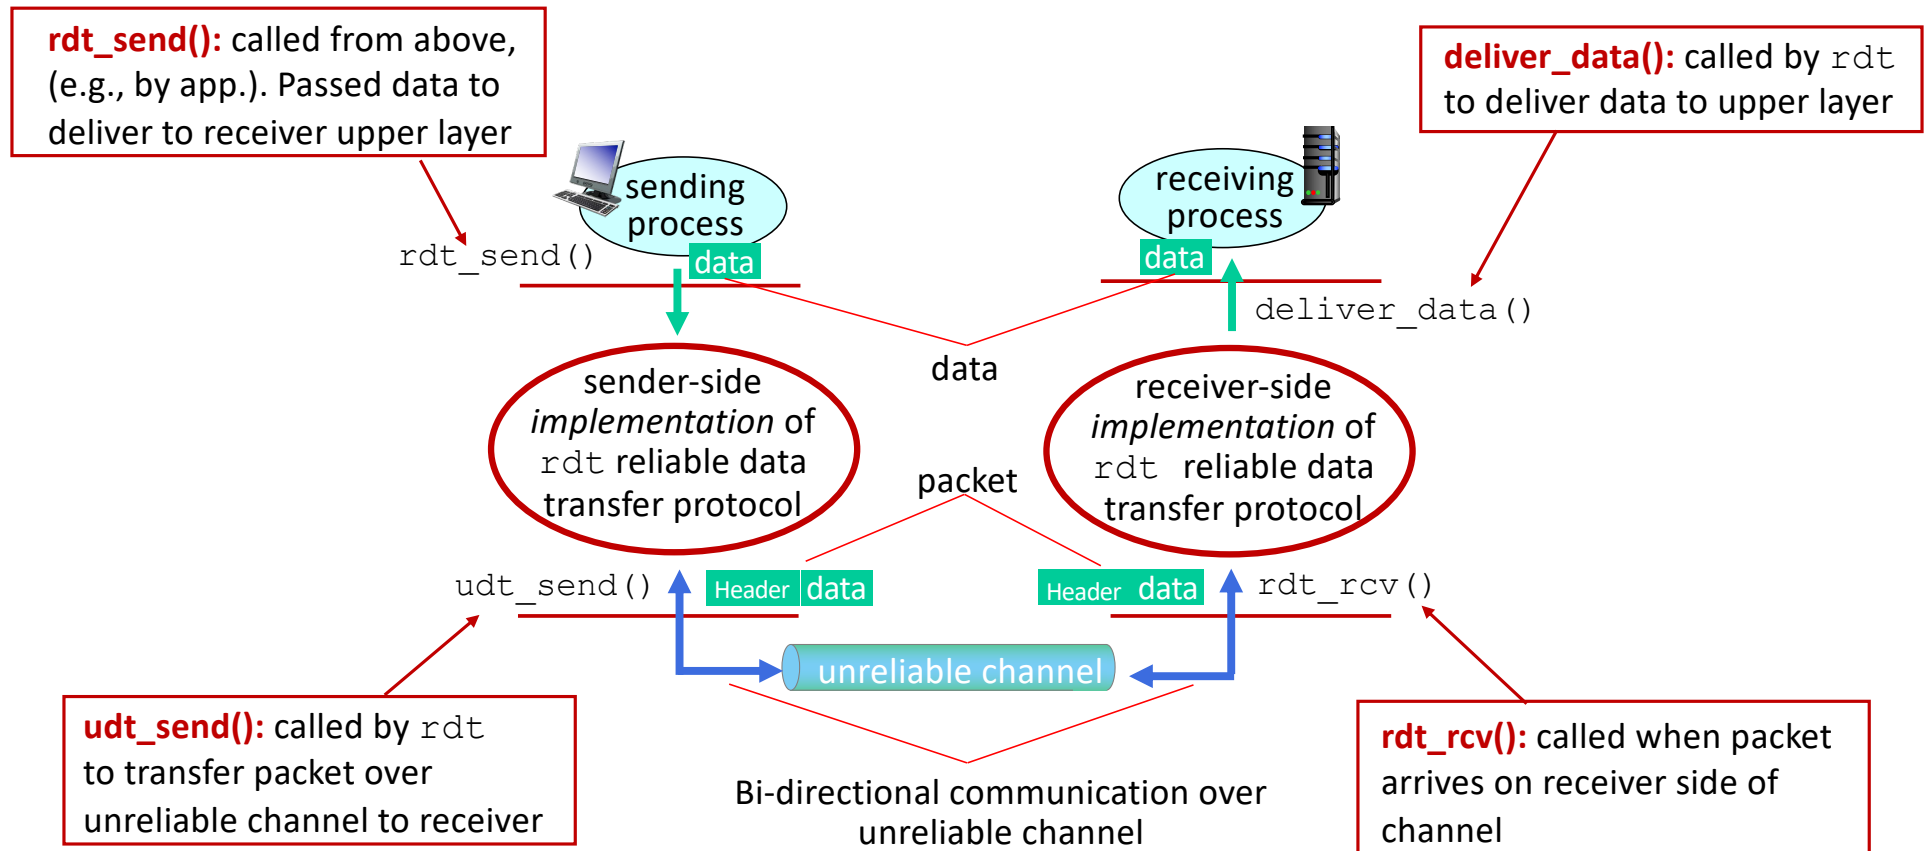 rdt_send(): called from above,
(e.g., by app.). Passed data to
deliver to receiver upper layer
deliver_data(): called by rdt
to deliver data to upper layer
sending
process
receiving
process
rdt_send()
data
data
deliver_data()
data
sender-side
implementation of
rdt reliable data
transfer protocol
receiver-side
implementation of
rdt reliable data
transfer protocol
packet
udt_send()
Header data
Header data
rdt_rcv()
unreliable channel
udt_send(): called by rdt
to transfer packet over
unreliable channel to receiver
Bi-directional communication over
unreliable channel
rdt_rcv(): called when packet
arrives on receiver side of
channel